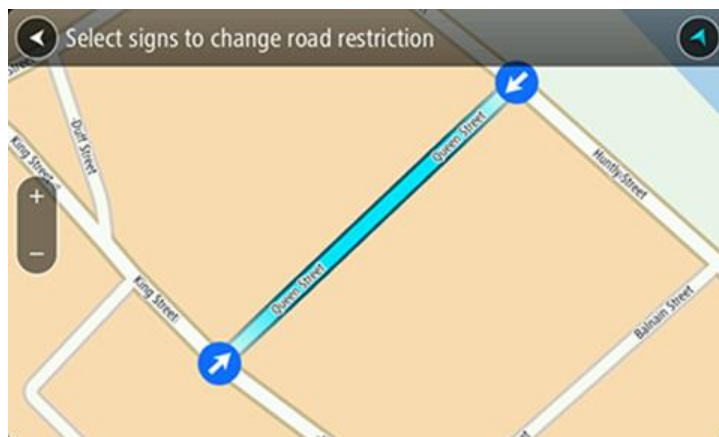 Select signs to change road restriction
Street
Duff Street
King Street
Queen Street
Huntly Street
+
−
Queen Street
King Street
Balnain Street